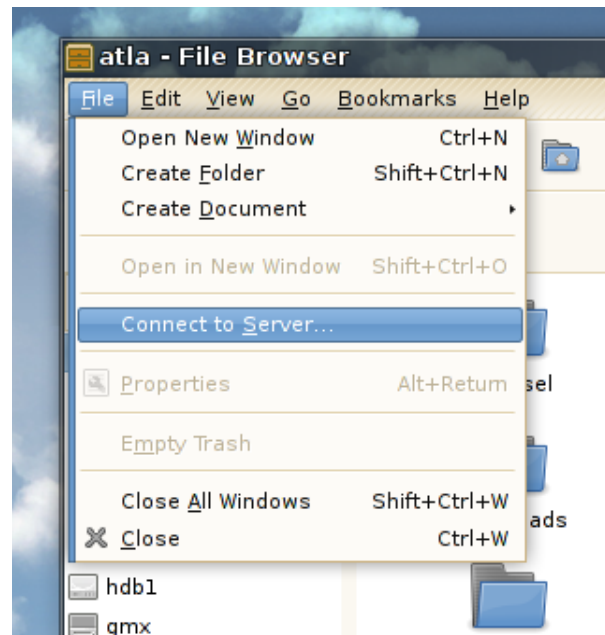 atla - File Browser
File Edit View Go Bookmarks Help
Open New Window Ctrl+N
Create Folder Shift+Ctrl+N
Create Document
Open in New Window Shift+Ctrl+O
Connect to Server...
Properties Alt+Return
sel
Empty Trash
Close All Windows Shift+Ctrl+W
ads
Close Ctrl+W
hdb1
gmx